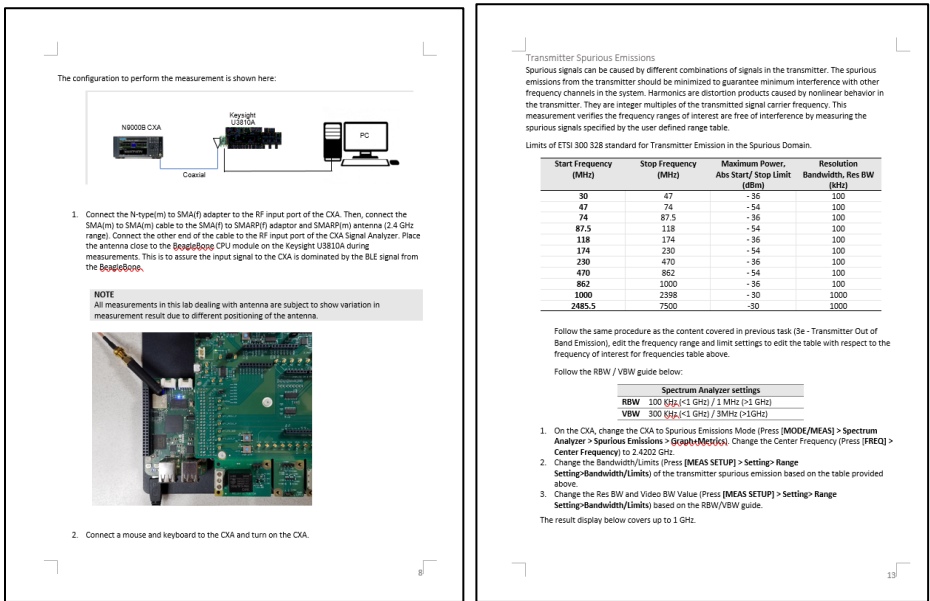 The configuration to perform the measurement is shown here:
Keysight
U3810A
N9000B CXA
PC
Coaxial
1. Connect the N-type(m) to SMA(f) adapter to the RF input port of the CXA. Then, connect the
SMA(m) to SMA(m) cable to the SMA(f) to SMARP(f) adaptor and SMARP(m) antenna (2.4 GHz
range). Connect the other end of the cable to the RF input port of the CXA Signal Analyzer. Place
the antenna close to the BeagleBone CPU module on the Keysight U3810A during
measurements. This is to assure the input signal to the CXA is dominated by the BLE signal from
the BeagleBone.
NOTE
All measurements in this lab dealing with antenna are subject to show variation in
measurement result due to different positioning of the antenna.
2. Connect a mouse and keyboard to the CXA and turn on the CXA.
8
Transmitter Spurious Emissions
Spurious signals can be caused by different combinations of signals in the transmitter. The spurious
emissions from the transmitter should be minimized to guarantee minimum interference with other
frequency channels in the system. Harmonics are distortion products caused by nonlinear behavior in
the transmitter. They are integer multiples of the transmitted signal carrier frequency. This
measurement verifies the frequency ranges of interest are free of interference by measuring the
spurious signals specified by the user defined range table.
Limits of ETSI 300 328 standard for Transmitter Emission in the Spurious Domain.
Start Frequency (MHz) Stop Frequency (MHz) Maximum Power, Abs Start/ Stop Limit (dBm) Resolution Bandwidth, Res BW (kHz)
30 47 - 36 100
47 74 - 54 100
74 87.5 - 36 100
87.5 118 - 54 100
118 174 - 36 100
174 230 - 54 100
230 470 - 36 100
470 862 - 54 100
862 1000 - 36 100
1000 2398 - 30 1000
2485.5 7500 -30 1000
Follow the same procedure as the content covered in previous task (3e - Transmitter Out of
Band Emission), edit the frequency range and limit settings to edit the table with respect to the
frequency of interest for frequencies table above.
Follow the RBW / VBW guide below:
Spectrum Analyzer settings
RBW 100 KHz (<1 GHz) / 1 MHz (>1 GHz)
VBW 300 KHz (<1 GHz) / 3MHz (>1GHz)
1. On the CXA, change the CXA to Spurious Emissions Mode (Press [MODE/MEAS] > Spectrum
Analyzer > Spurious Emissions > Graph+Metrics). Change the Center Frequency (Press [FREQ] >
Center Frequency) to 2.4202 GHz.
2. Change the Bandwidth/Limits (Press [MEAS SETUP] > Setting> Range
Setting>Bandwidth/Limits) of the transmitter spurious emission based on the table provided
above.
3. Change the Res BW and Video BW Value (Press [MEAS SETUP] > Setting> Range
Setting>Bandwidth/Limits) based on the RBW/VBW guide.
The result display below covers up to 1 GHz.
13